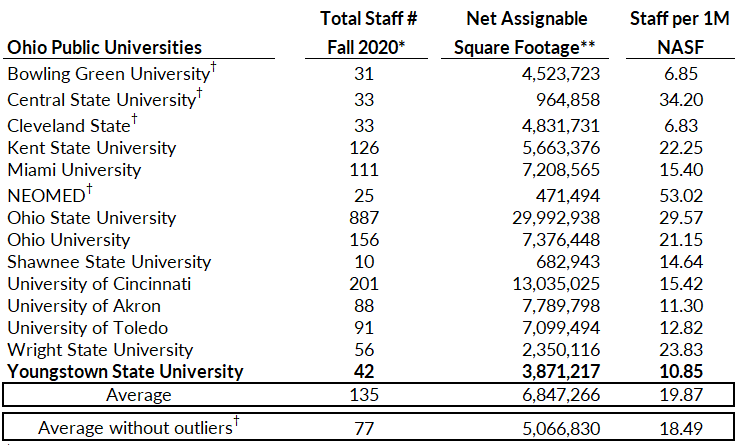 Total Staff # Net Assignable Staff per 1M
Ohio Public Universities Fall 2020* Square Footage** NASF
Bowling Green University† 31 4,523,723 6.85
Central State University† 33 964,858 34.20
Cleveland State† 33 4,831,731 6.83
Kent State University 126 5,663,376 22.25
Miami University 111 7,208,565 15.40
NEOMED† 25 471,494 53.02
Ohio State University 887 29,992,938 29.57
Ohio University 156 7,376,448 21.15
Shawnee State University 10 682,943 14.64
University of Cincinnati 201 13,035,025 15.42
University of Akron 88 7,789,798 11.30
University of Toledo 91 7,099,494 12.82
Wright State University 56 2,350,116 23.83
Youngstown State University 42 3,871,217 10.85
Average 135 6,847,266 19.87
Average without outliers† 77 5,066,830 18.49